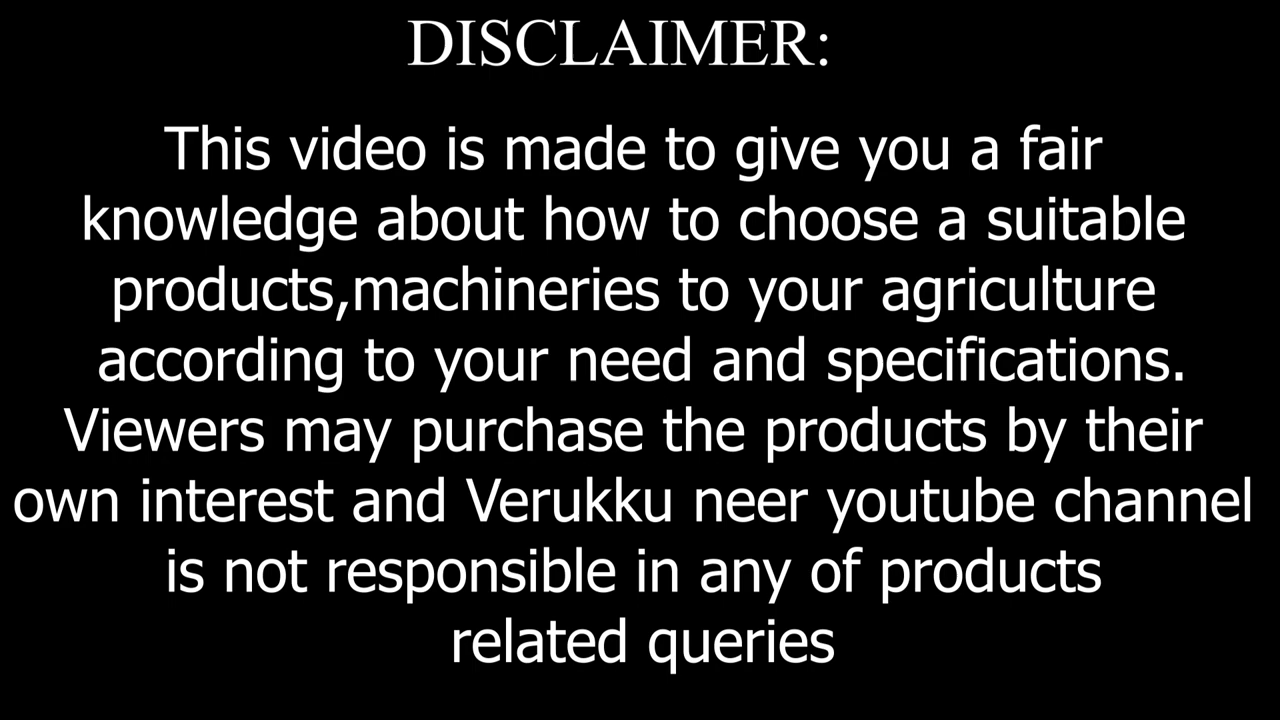 DISCLAIMER:
This video is made to give you a fair
knowledge about how to choose a suitable
products,machineries to your agriculture
according to your need and specifications.
Viewers may purchase the products by their
own interest and Verukku neer youtube channel
is not responsible in any of products
related queries